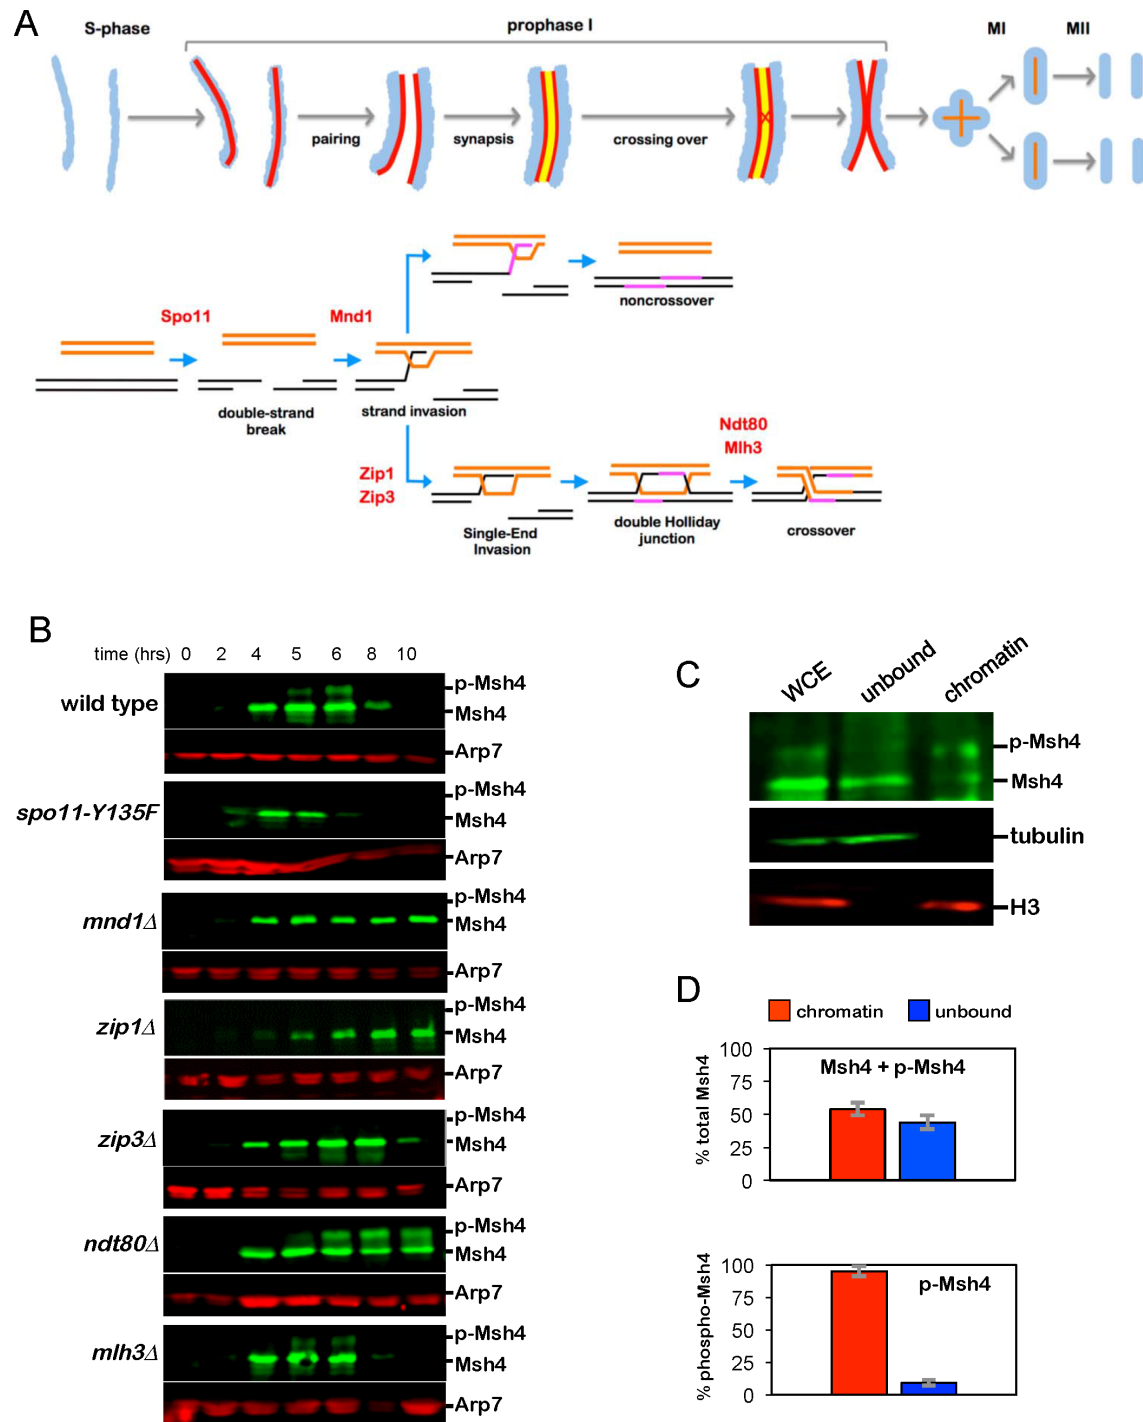 A
S-phase
prophase I
MI
MII
pairing
synapsis
crossing over
noncrossover
Spo11
Mnd1
double-strand
break
strand invasion
Zip1
Zip3
Ndt80
Mlh3
Single-End
Invasion
double Holliday
junction
crossover
B
time (hrs) 0 2 4 5 6 8 10
wild type
p-Msh4
Msh4
Arp7
spo11-Y135F
p-Msh4
Msh4
Arp7
mnd1Δ
p-Msh4
Msh4
Arp7
zip1Δ
p-Msh4
Msh4
Arp7
zip3Δ
p-Msh4
Msh4
Arp7
ndt80Δ
p-Msh4
Msh4
Arp7
mlh3Δ
p-Msh4
Msh4
Arp7
C
WCE
unbound
chromatin
p-Msh4
Msh4
tubulin
H3
D
chromatin unbound
Msh4 + p-Msh4
% total Msh4
100
75
50
25
0
p-Msh4
% phospho-Msh4
100
75
50
25
0